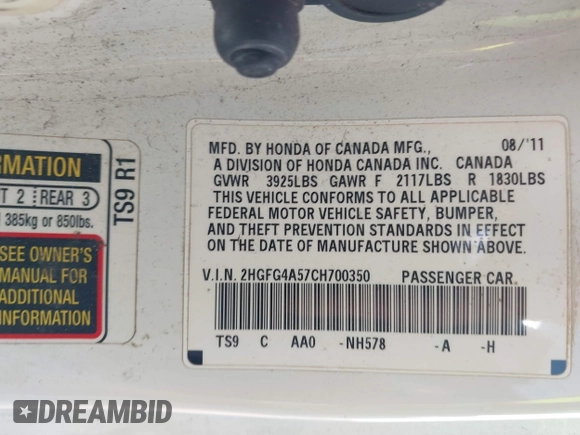 RMATION
T 2 REAR 3
385kg or 850lbs.
SEE OWNER'S
MANUAL FOR
ADDITIONAL
INFORMATION
TS9 R1
MFD. BY HONDA OF CANADA MFG., 08/'11
A DIVISION OF HONDA CANADA INC. CANADA
GVWR 3925LBS GAWR F 2117LBS R 1830LBS
THIS VEHICLE CONFORMS TO ALL APPLICABLE
FEDERAL MOTOR VEHICLE SAFETY, BUMPER,
AND THEFT PREVENTION STANDARDS IN EFFECT
ON THE DATE OF MANUFACTURE SHOWN ABOVE.
V.I.N. 2HGFG4A57CH700350 PASSENGER CAR.
TS9 C AA0 -NH578 -A -H
DREAMBID